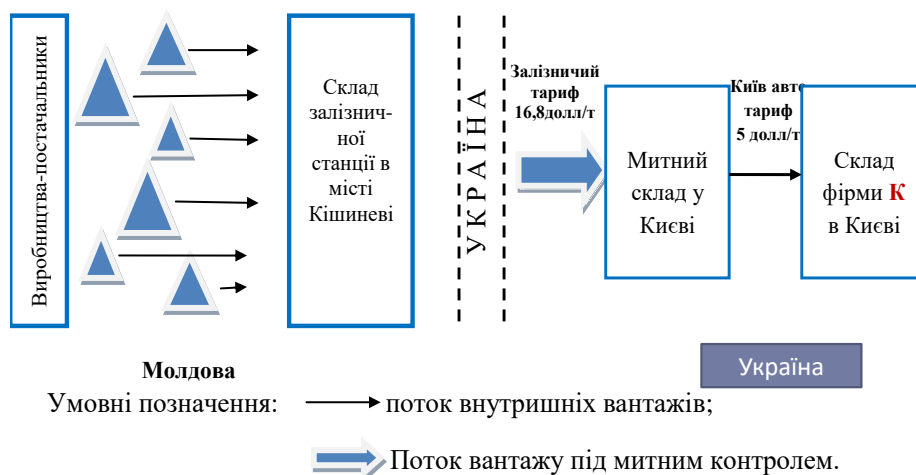 Виробництва-постачальники
Склад
залізнич-
ної
станції в
місті
Кішиневі
УКРАЇНА
Залізничий
тариф
16,8долл/т
Митний
склад у
Києві
Київ авто
тариф
5 долл/т
Склад
фірми К
в Києві
Молдова
Україна
Умовні позначення:
поток внутришніх вантажів;
Поток вантажу під митним контролем.